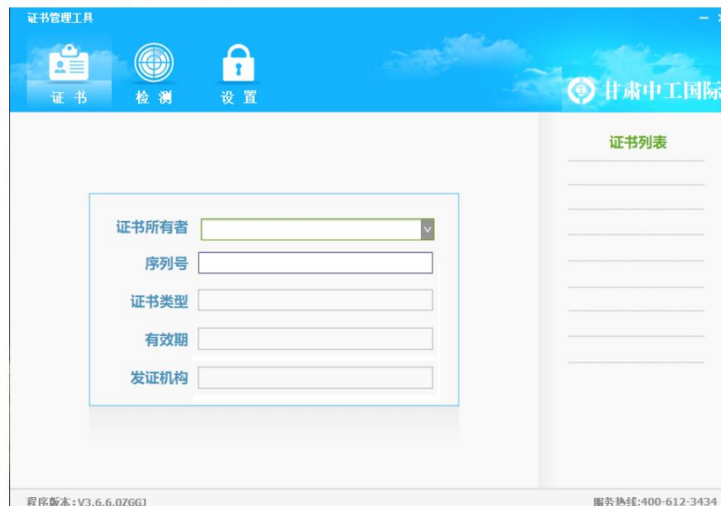 证书管理工具
证书 检测 设置
甘肃中工国际
证书列表
证书所有者
序列号
证书类型
有效期
发证机构
程序版本:V3.6.6.0ZGGJ
服务热线:400-612-3434